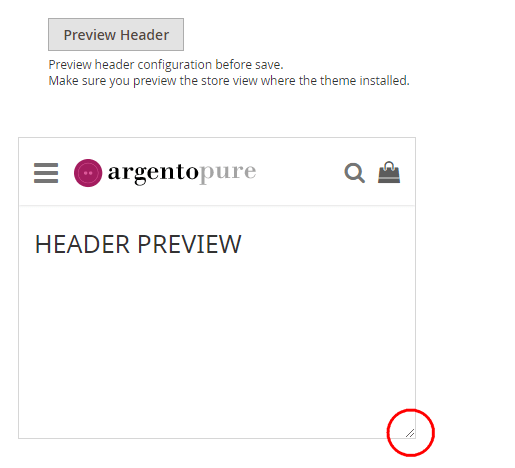 Preview Header
Preview header configuration before save.
Make sure you preview the store view where the theme installed.
argentopure
HEADER PREVIEW